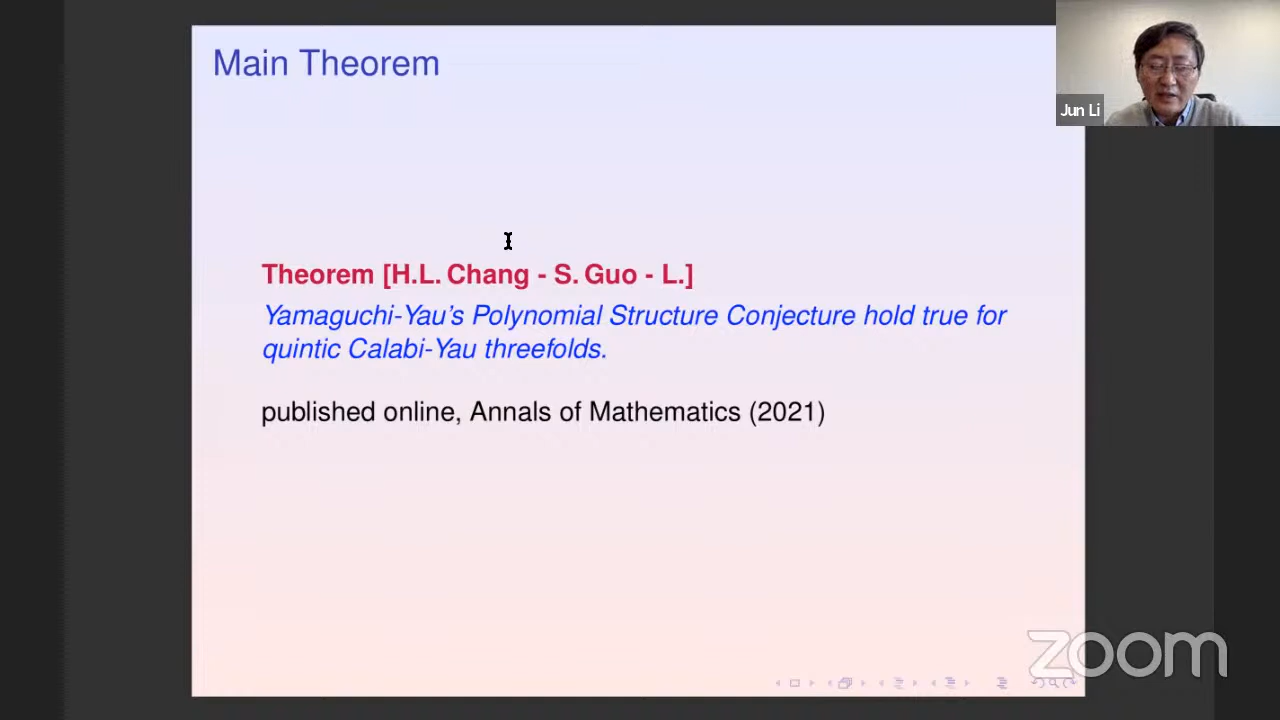 Main Theorem
Jun Li
Theorem [H.L. Chang - S. Guo - L.]
Yamaguchi-Yau's Polynomial Structure Conjecture hold true for
quintic Calabi-Yau threefolds.
published online, Annals of Mathematics (2021)
zoom